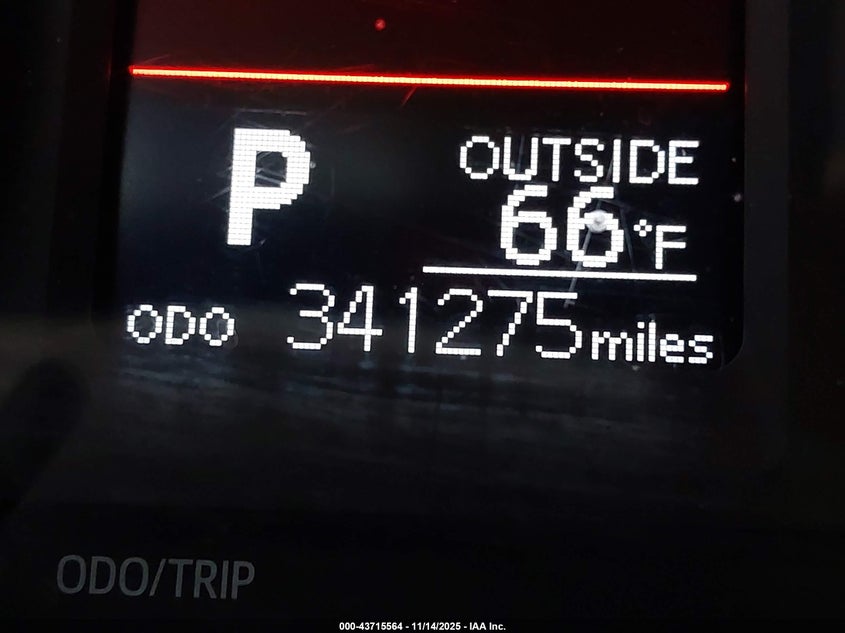 P
OUTSIDE
66°F
ODO 341275 miles
ODO/TRIP
000-43715564 - 11/14/2025 - IAA Inc.